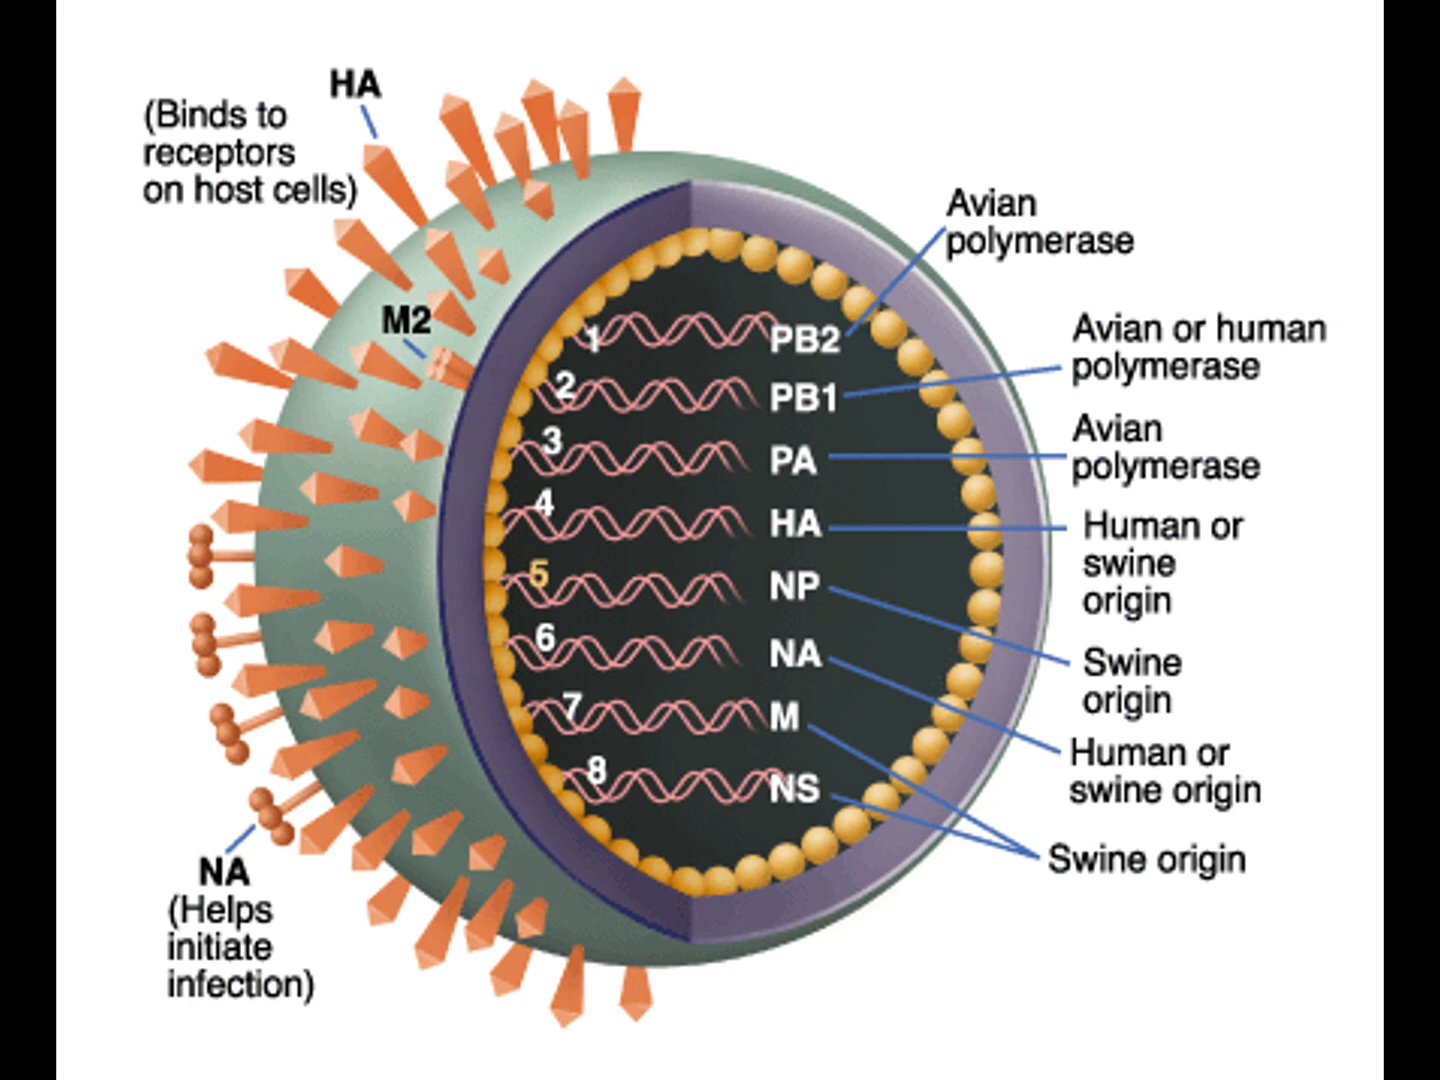 HA
(Binds to
receptors
on host cells)
M2
NA
(Helps
initiate
infection)
1
PB2
2
PB1
3
PA
4
HA
5
NP
6
NA
7
M
8
NS
Avian
polymerase
Avian or human
polymerase
Avian
polymerase
Human or
swine
origin
Swine
origin
Human or
swine origin
Swine origin